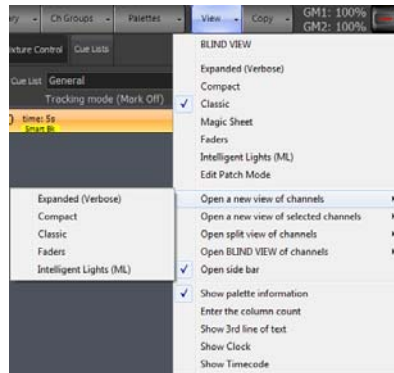 ry Ch Groups Palettes View Copy GM1: 100%
GM2: 100%
ixture Control Cue Lists
Cue List General
Tracking mode (Mark Off)
time: 5s
Smart Bk
BLIND VIEW
Expanded (Verbose)
Compact
Classic
Magic Sheet
Faders
Intelligent Lights (ML)
Edit Patch Mode
Open a new view of channels
Open a new view of selected channels
Open split view of channels
Open BLIND VIEW of channels
Open side bar
Show palette information
Enter the column count
Show 3rd line of text
Show Clock
Show Timecode
Expanded (Verbose)
Compact
Classic
Faders
Intelligent Lights (ML)